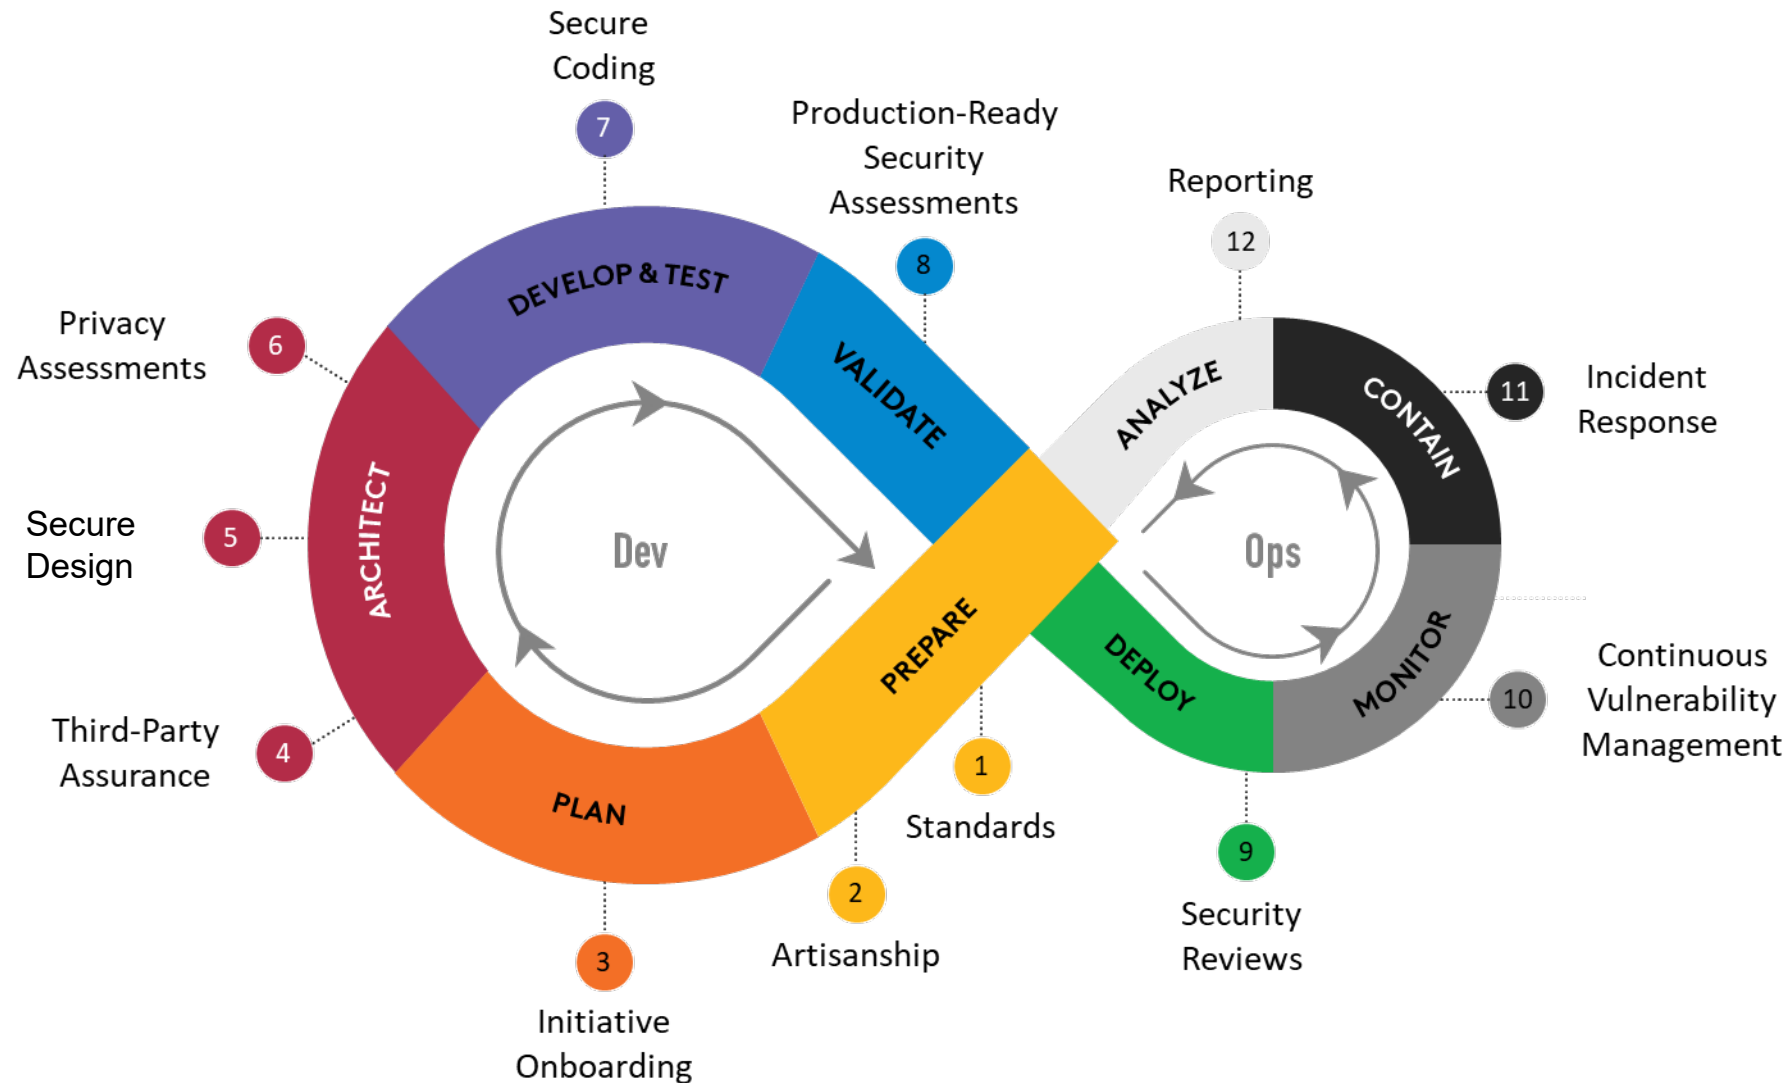 Secure
Coding
7
Production-Ready
Security
Assessments
8
Reporting
12
DEVELOP & TEST
VALIDATE
ANALYZE
CONTAIN
11
Incident
Response
Privacy
Assessments
6
Secure
Design
5
ARCHITECT
Dev
Ops
PREPARE
DEPLOY
MONITOR
10
Continuous
Vulnerability
Management
Third-Party
Assurance
4
PLAN
1
Standards
2
Artisanship
9
Security
Reviews
3
Initiative
Onboarding